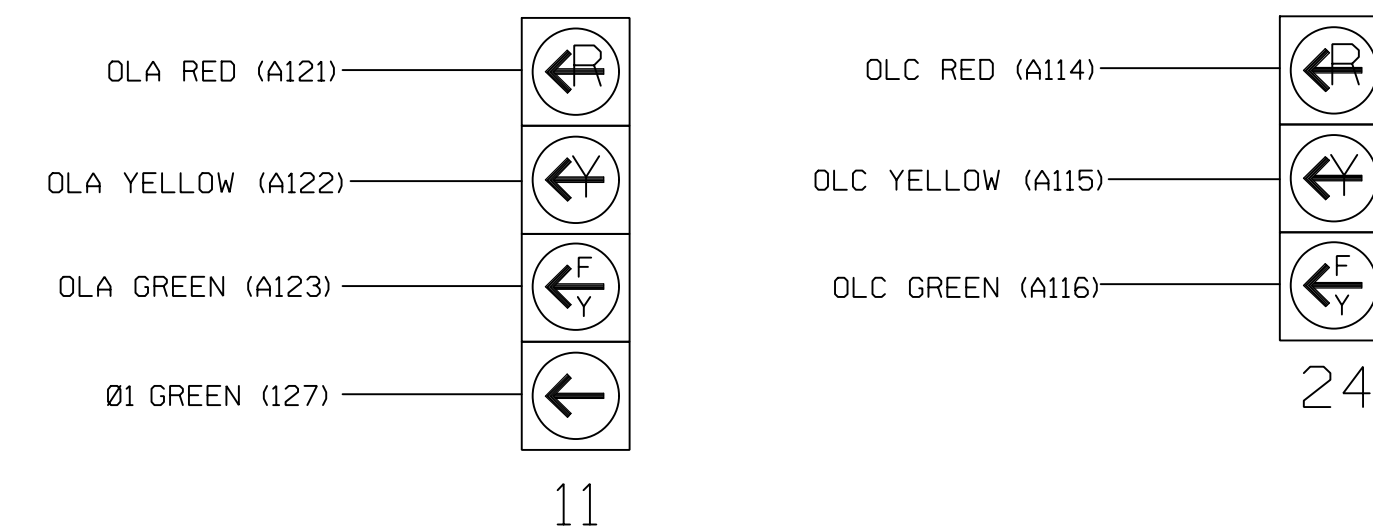 OLA RED (A121)
R
OLA YELLOW (A122)
Y
OLA GREEN (A123)
F
Y
Ø1 GREEN (127)
11
OLC RED (A114)
R
OLC YELLOW (A115)
Y
OLC GREEN (A116)
F
Y
24